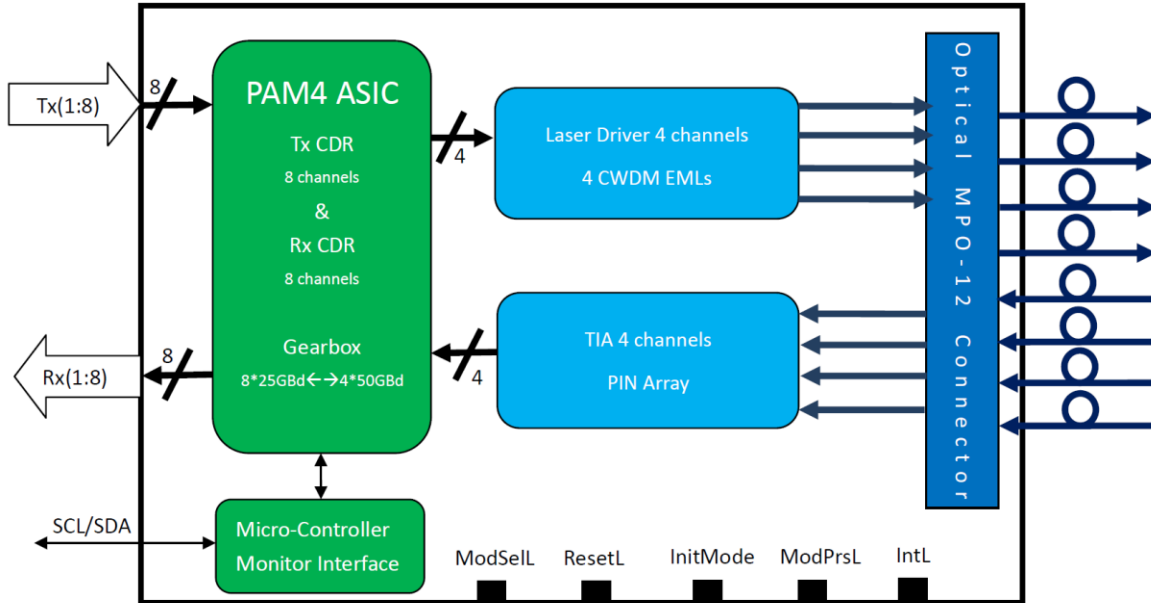 Tx(1:8)
8
PAM4 ASIC
Tx CDR
8 channels
&
Rx CDR
8 channels
Gearbox
8*25GBd←→4*50GBd
4
Laser Driver 4 channels
4 CWDM EMLs
Optical MPO-12 Connector
Rx(1:8)
8
4
TIA 4 channels
PIN Array
SCL/SDA
Micro-Controller
Monitor Interface
ModSelL
ResetL
InitMode
ModPrsL
IntL